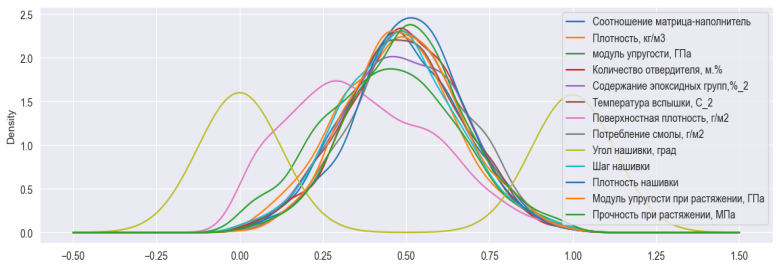 2.5
2.0
1.5
1.0
0.5
0.0
Density
-0.50
-0.25
0.00
0.25
0.50
0.75
1.00
1.25
1.50
Соотношение матрица-наполнитель
Плотность, кг/м3
модуль упругости, ГПа
Количество отвердителя, м.%
Содержание эпоксидных групп,%_2
Температура вспышки, С_2
Поверхностная плотность, г/м2
Потребление смолы, г/м2
Угол нашивки, град
Шаг нашивки
Плотность нашивки
Модуль упругости при растяжении, ГПа
Прочность при растяжении, МПа